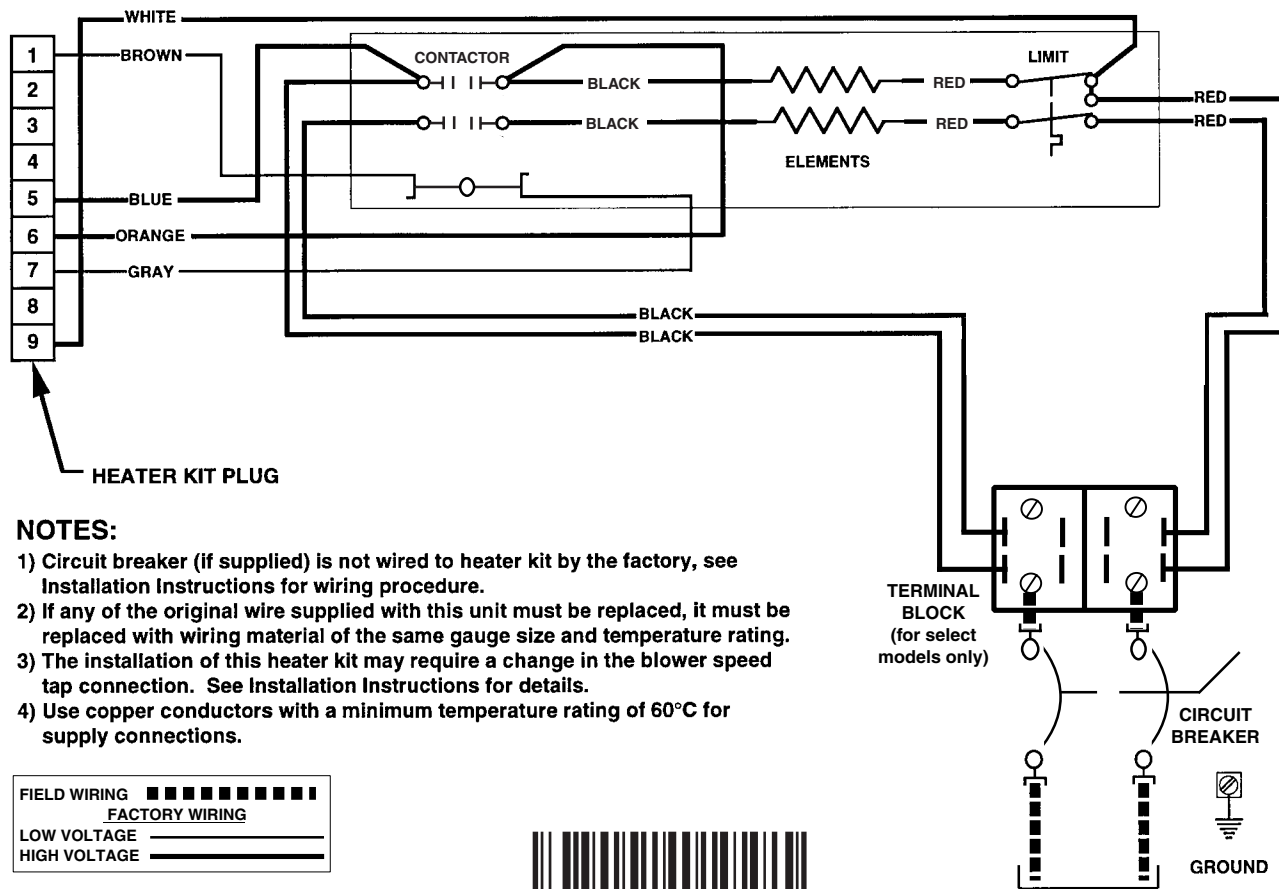 WHITE
1
BROWN
CONTACTOR
LIMIT
2
BLACK
RED
RED
3
BLACK
RED
RED
4
ELEMENTS
5
BLUE
6
ORANGE
7
GRAY
8
BLACK
9
BLACK
HEATER KIT PLUG
NOTES:
1) Circuit breaker (if supplied) is not wired to heater kit by the factory, see
Installation Instructions for wiring procedure.
2) If any of the original wire supplied with this unit must be replaced, it must be
replaced with wiring material of the same gauge size and temperature rating.
3) The installation of this heater kit may require a change in the blower speed
tap connection. See Installation Instructions for details.
4) Use copper conductors with a minimum temperature rating of 60°C for
supply connections.
TERMINAL
BLOCK
(for select
models only)
CIRCUIT
BREAKER
FIELD WIRING
FACTORY WIRING
LOW VOLTAGE
HIGH VOLTAGE
GROUND